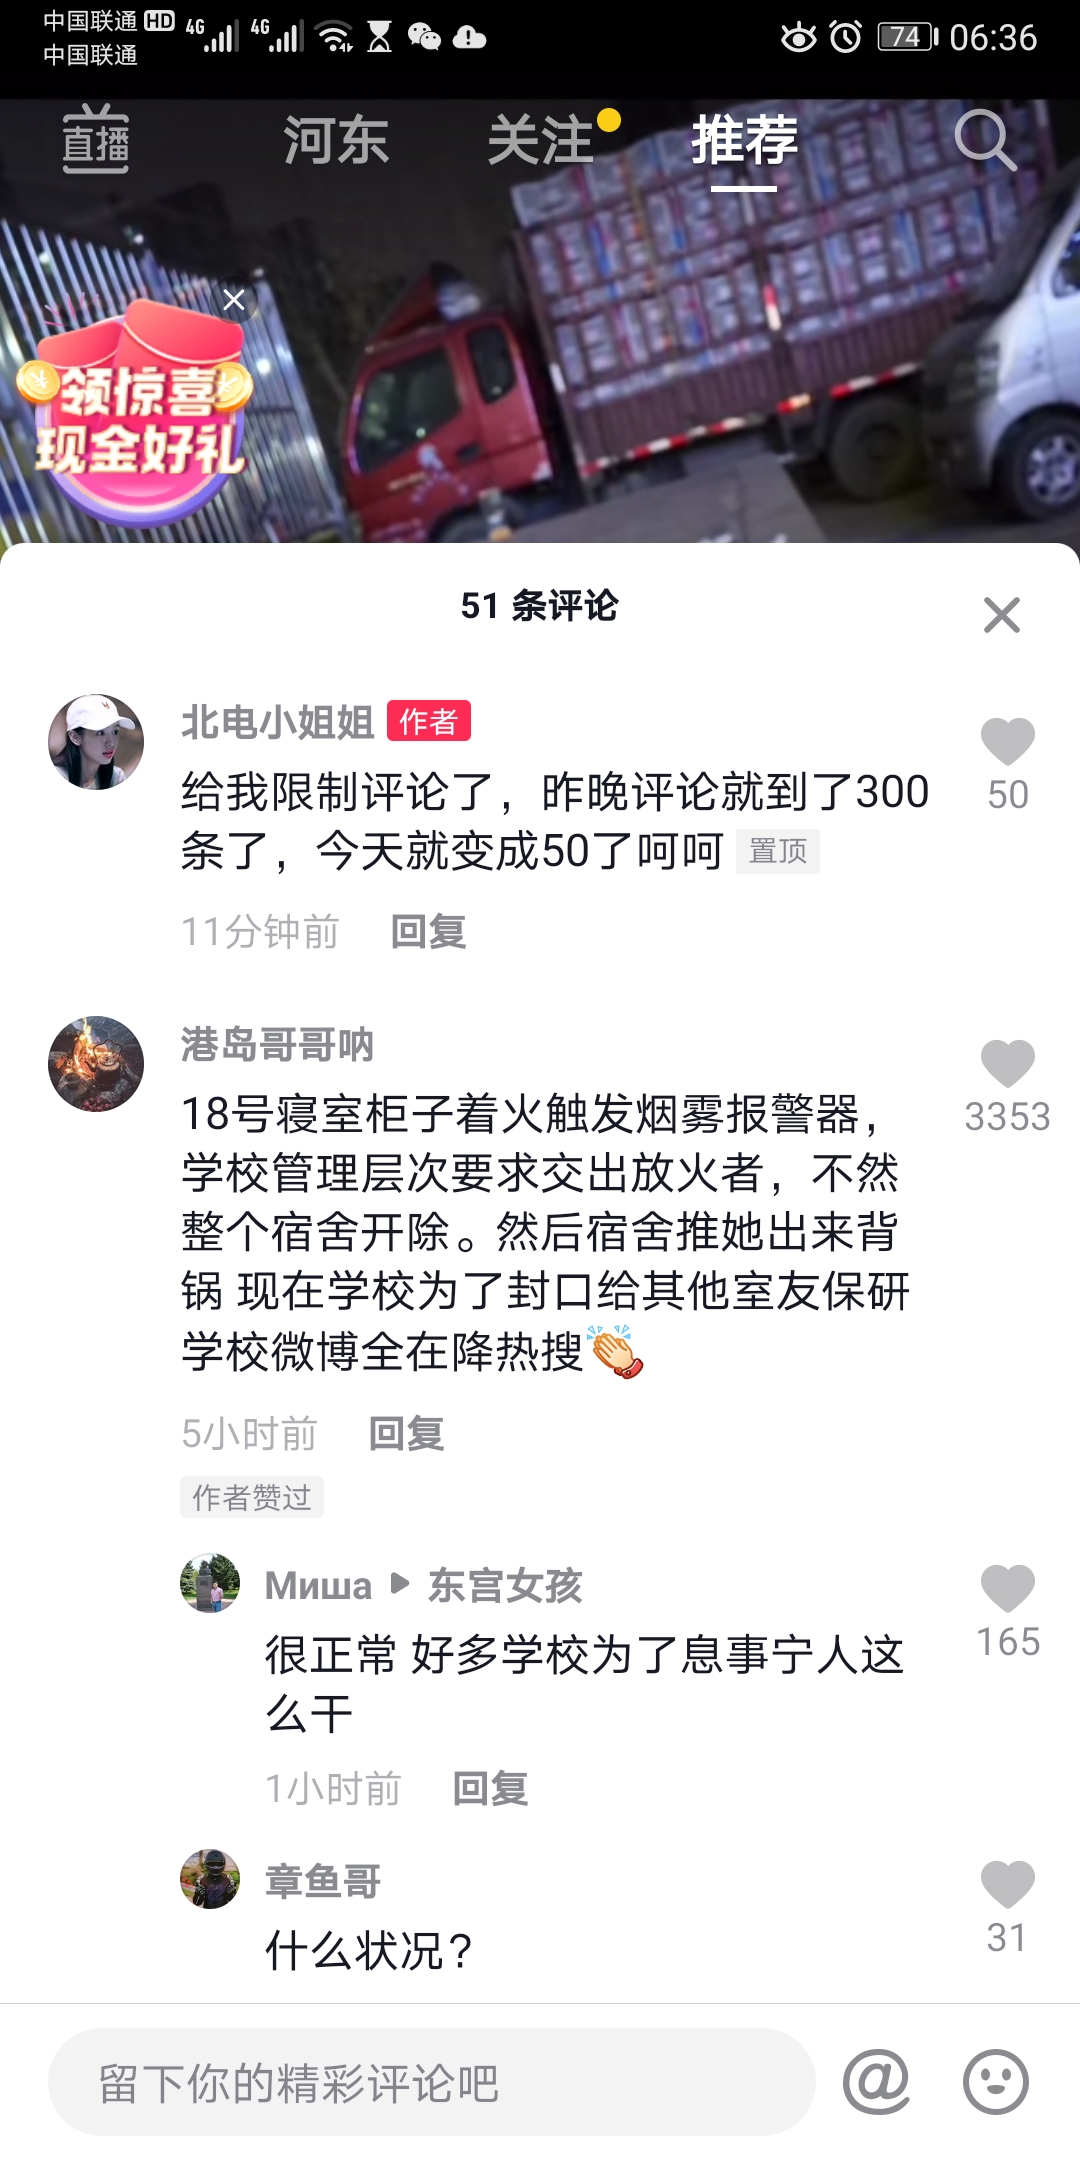 中国联通 HD 4G 4G 74 06:36
中国联通
直播 河东 关注 推荐
领惊喜
现金好礼
51 条评论
北电小姐姐 作者
给我限制评论了，昨晚评论就到了300
条了，今天就变成50了呵呵 置顶
50
11分钟前 回复
港岛哥哥呐
18号寝室柜子着火触发烟雾报警器，
学校管理层次要求交出放火者，不然
整个宿舍开除。然后宿舍推她出来背
锅 现在学校为了封口给其他室友保研
学校微博全在降热搜👏
3353
5小时前 回复
作者赞过
Миша ▶ 东宫女孩
很正常 好多学校为了息事宁人这
么干
165
1小时前 回复
章鱼哥
什么状况？
31
留下你的精彩评论吧 @